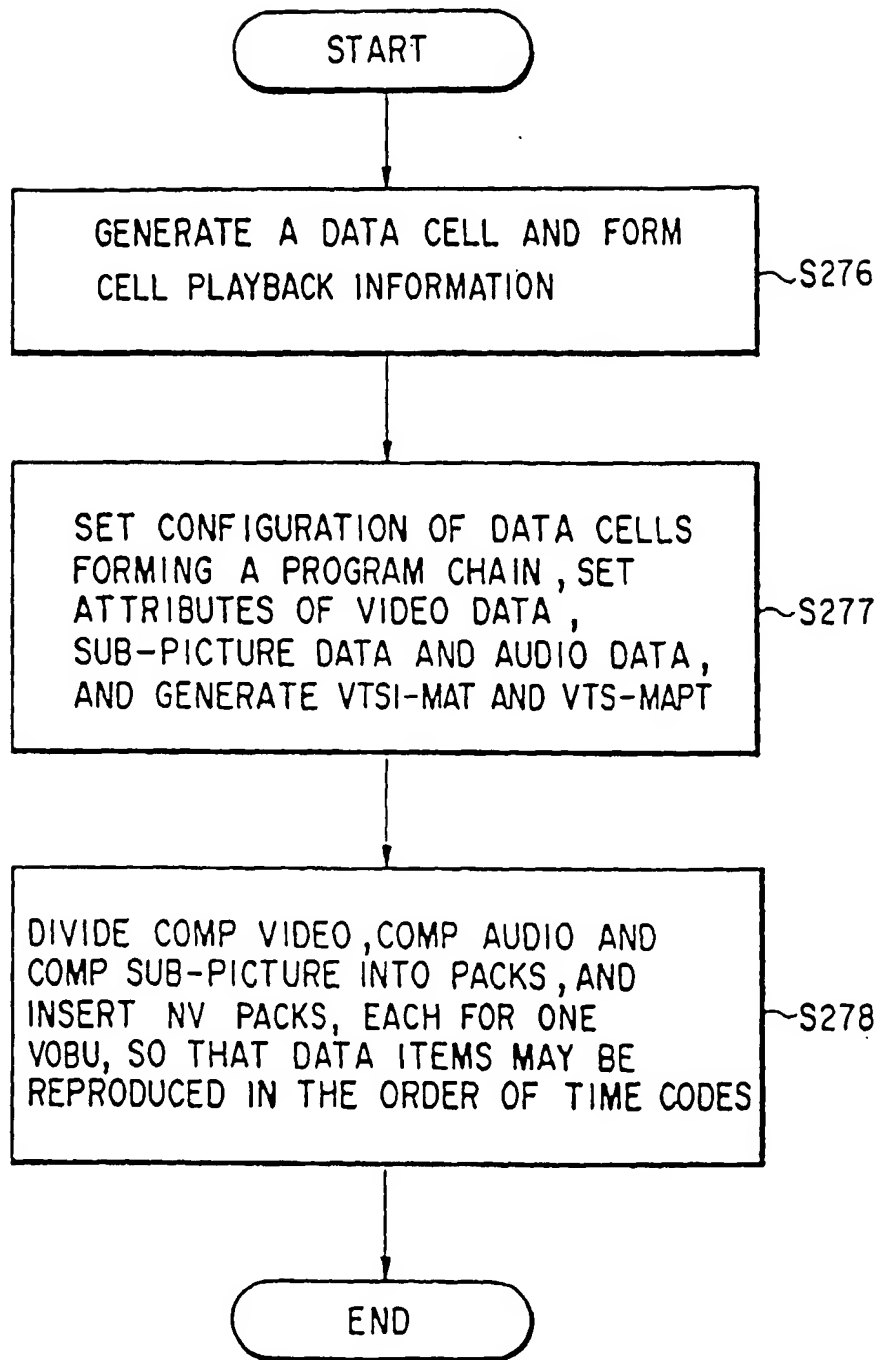 START
GENERATE A DATA CELL AND FORM
CELL PLAYBACK INFORMATION
S276
SET CONFIGURATION OF DATA CELLS
FORMING A PROGRAM CHAIN, SET
ATTRIBUTES OF VIDEO DATA,
SUB-PICTURE DATA AND AUDIO DATA,
AND GENERATE VTSI-MAT AND VTS-MAPT
S277
DIVIDE COMP VIDEO, COMP AUDIO AND
COMP SUB-PICTURE INTO PACKS, AND
INSERT NV PACKS, EACH FOR ONE
VOBU, SO THAT DATA ITEMS MAY BE
REPRODUCED IN THE ORDER OF TIME CODES
S278
END